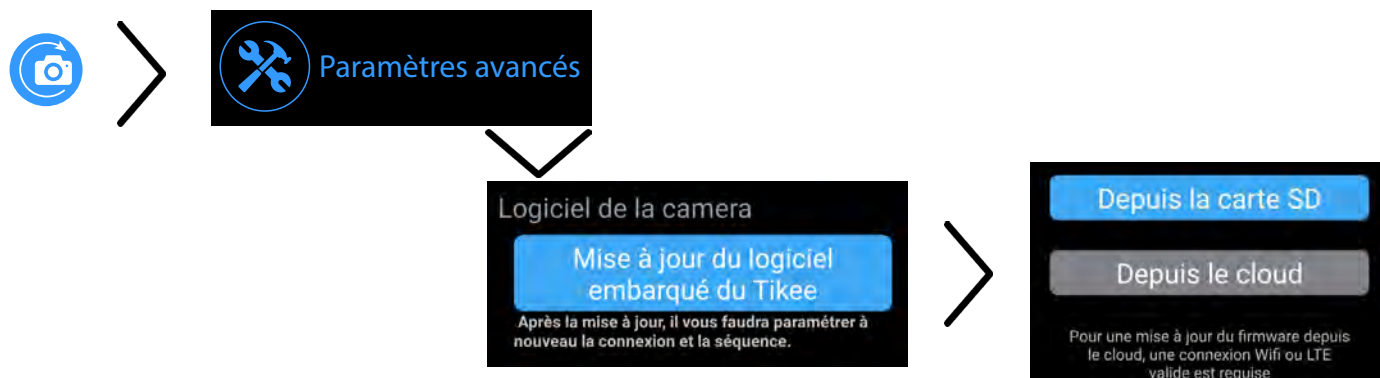 Paramètres avancés
Logiciel de la camera
Mise à jour du logiciel
embarqué du Tikee
Après la mise à jour, il vous faudra paramétrer à
nouveau la connexion et la séquence.
Depuis la carte SD
Depuis le cloud
Pour une mise à jour du firmware depuis
le cloud, une connexion Wifi ou LTE
valide est requise